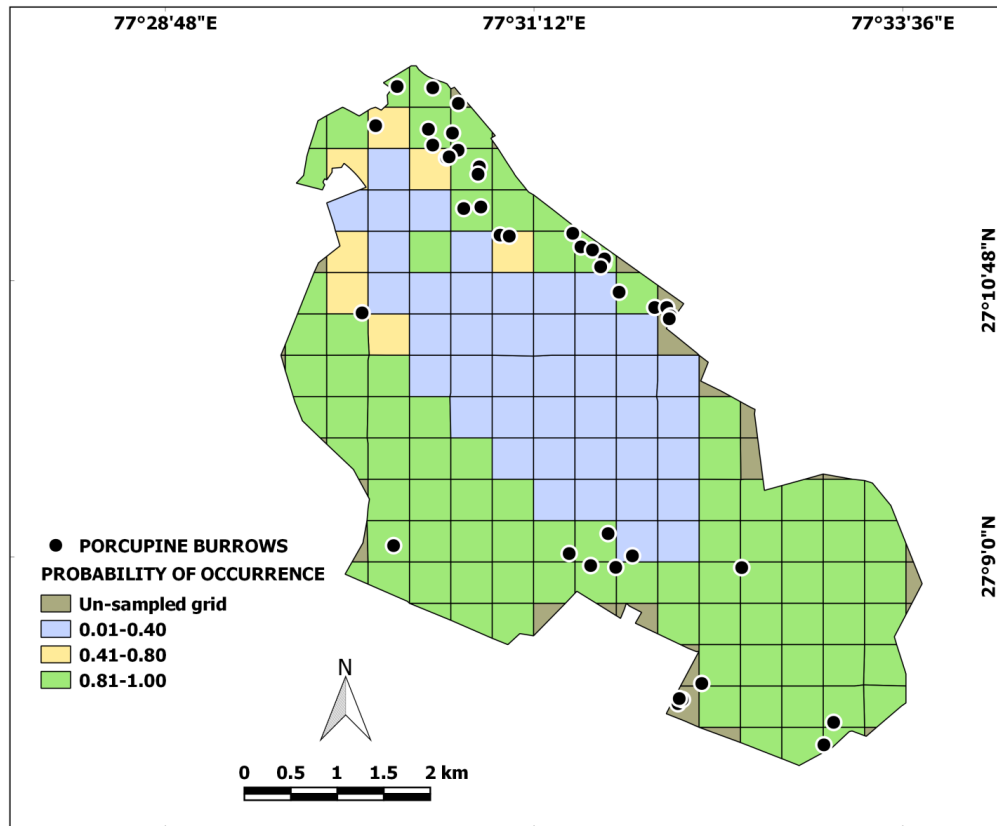 77°28'48"E 77°31'12"E 77°33'36"E
27°10'48"N
27°9'0"N
PORCUPINE BURROWS
PROBABILITY OF OCCURRENCE
Un-sampled grid
0.01-0.40
0.41-0.80
0.81-1.00
N
0 0.5 1 1.5 2 km